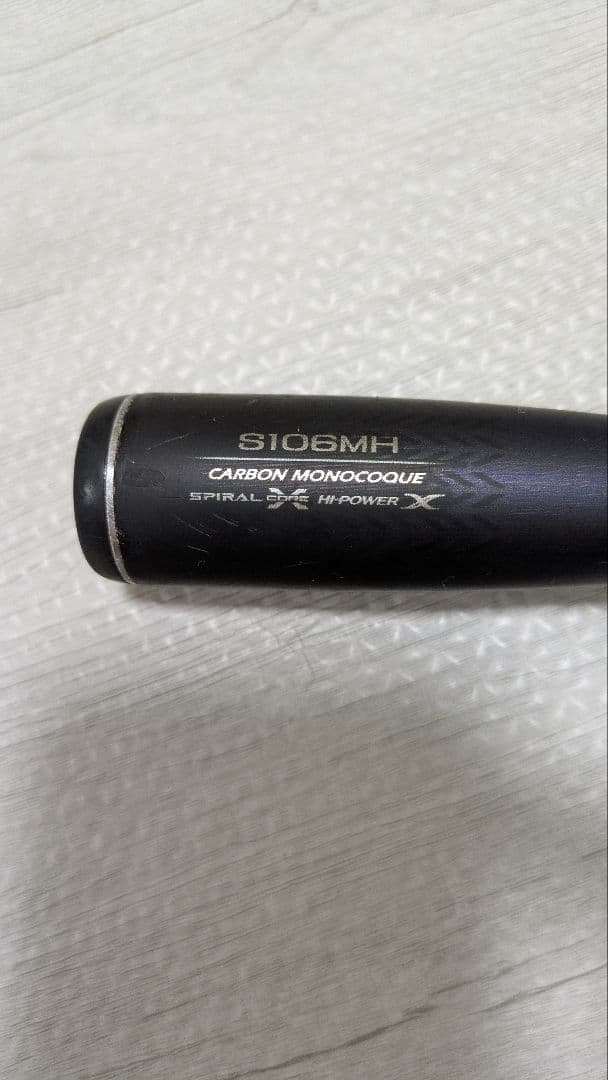 S106MH
CARBON MONOCOQUE
SPIRAL X CORE HI-POWER X